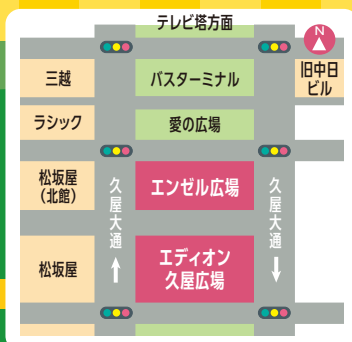 テレビ塔方面
N
三越
バスターミナル
旧中日
ビル
ラシック
愛の広場
松坂屋
(北館)
久屋大通
エンゼル広場
久屋大通
松坂屋
エディオン
久屋広場